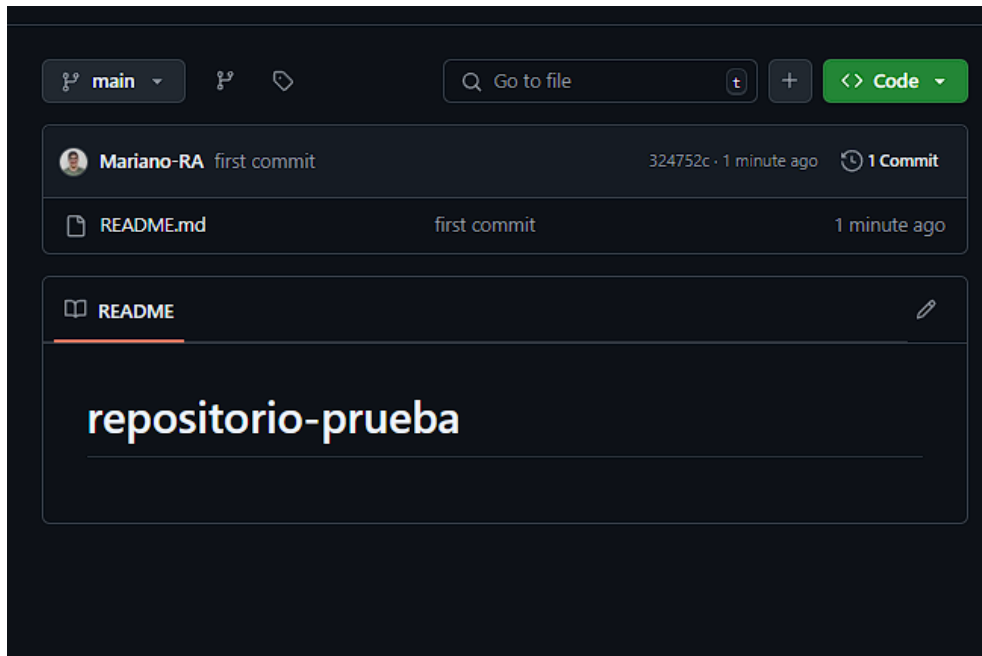 main
Go to file
t
Code
Mariano-RA first commit
324752c · 1 minute ago
1 Commit
README.md
first commit
1 minute ago
README
repositorio-prueba